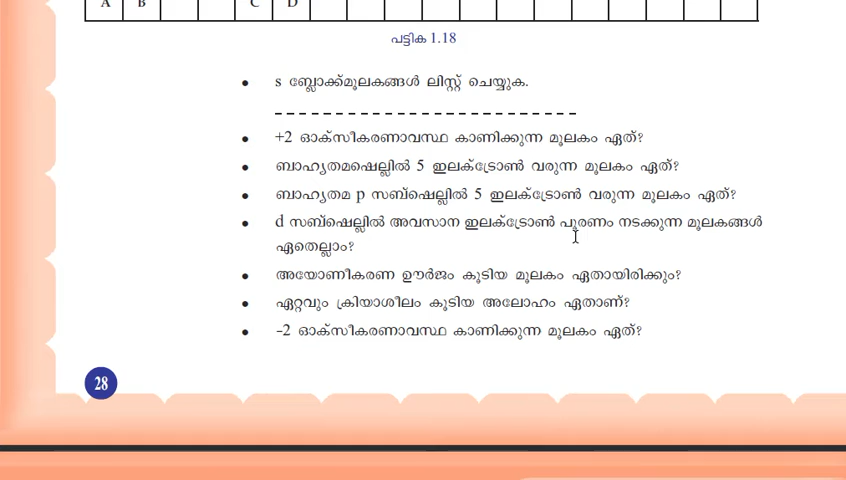 A B C D
പട്ടിക 1.18
• s ബ്ലോക്ക്മൂലകങ്ങൾ ലിസ്റ്റ് ചെയ്യുക.
• +2 ഓക്സീകരണാവസ്ഥ കാണിക്കുന്ന മൂലകം ഏത്?
• ബാഹ്യതമഷെല്ലിൽ 5 ഇലക്ട്രോൺ വരുന്ന മൂലകം ഏത്?
• ബാഹ്യതമ p സബ്ഷെല്ലിൽ 5 ഇലക്ട്രോൺ വരുന്ന മൂലകം ഏത്?
• d സബ്ഷെല്ലിൽ അവസാന ഇലക്ട്രോൺ പൂരണം നടക്കുന്ന മൂലകങ്ങൾ
ഏതെല്ലാം?
• അയോണീകരണ ഊർജം കൂടിയ മൂലകം ഏതായിരിക്കും?
• ഏറ്റവും ക്രിയാശീലം കൂടിയ അലോഹം ഏതാണ്?
• -2 ഓക്സീകരണാവസ്ഥ കാണിക്കുന്ന മൂലകം ഏത്?
28